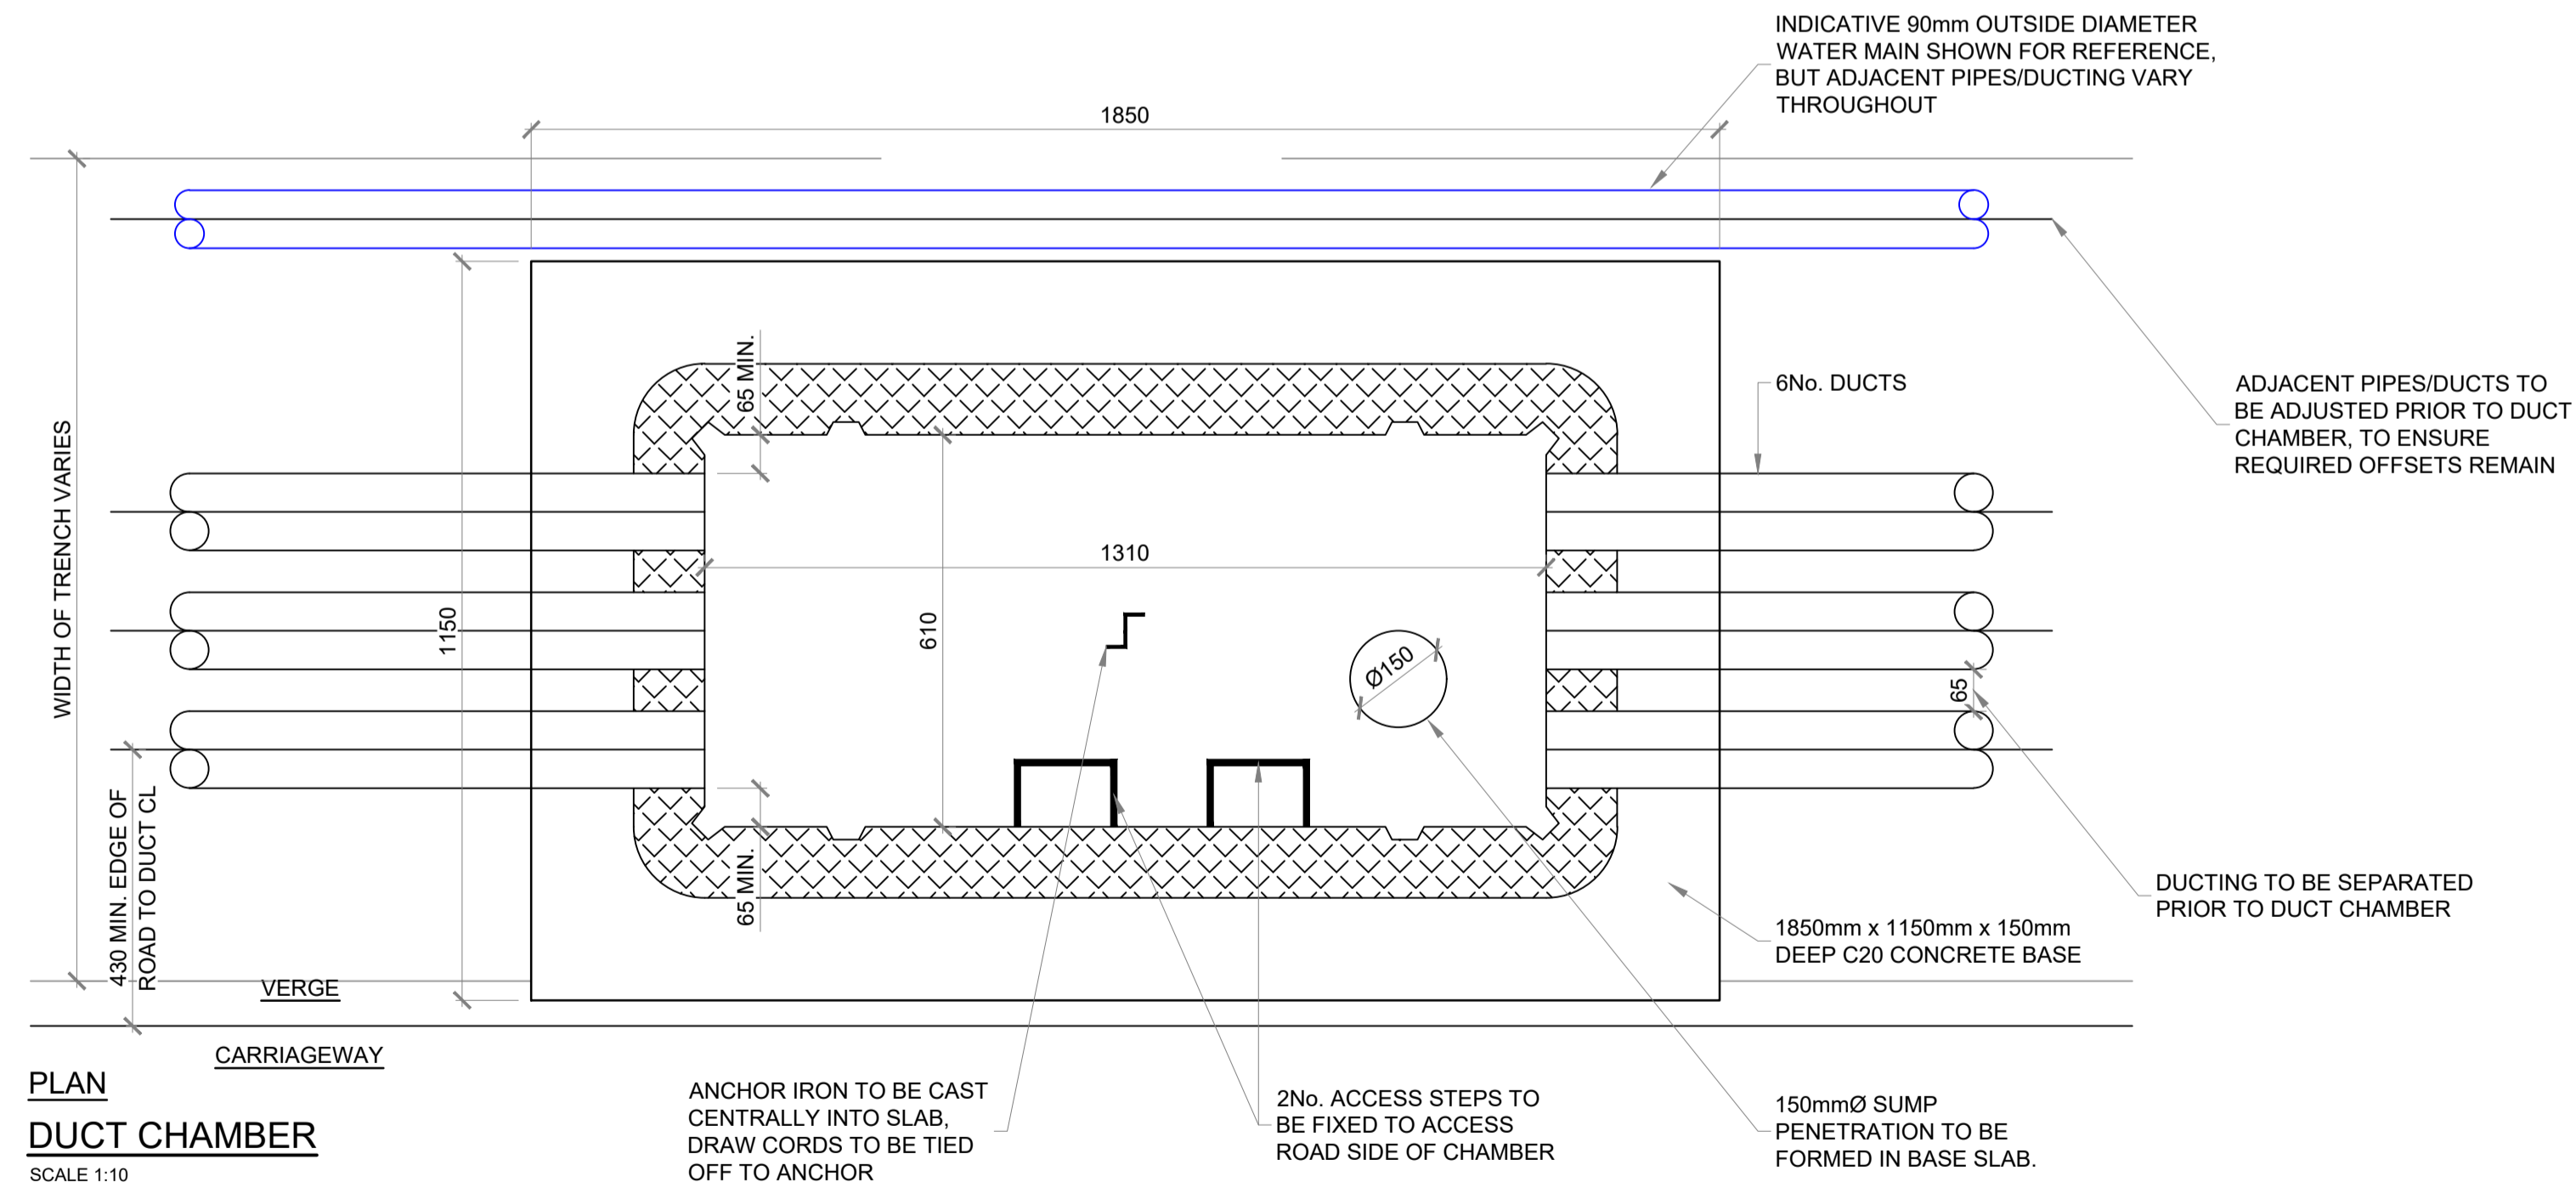 INDICATIVE 90mm OUTSIDE DIAMETER
WATER MAIN SHOWN FOR REFERENCE,
BUT ADJACENT PIPES/DUCTING VARY
THROUGHOUT
1850
65 MIN.
6No. DUCTS
ADJACENT PIPES/DUCTS TO
BE ADJUSTED PRIOR TO DUCT
CHAMBER, TO ENSURE
REQUIRED OFFSETS REMAIN
WIDTH OF TRENCH VARIES
1150
1310
610
Ø150
65
430 MIN. EDGE OF
ROAD TO DUCT CL
65 MIN.
DUCTING TO BE SEPARATED
PRIOR TO DUCT CHAMBER
1850mm x 1150mm x 150mm
DEEP C20 CONCRETE BASE
VERGE
CARRIAGEWAY
PLAN
DUCT CHAMBER
SCALE 1:10
ANCHOR IRON TO BE CAST
CENTRALLY INTO SLAB,
DRAW CORDS TO BE TIED
OFF TO ANCHOR
2No. ACCESS STEPS TO
BE FIXED TO ACCESS
ROAD SIDE OF CHAMBER
150mmØ SUMP
PENETRATION TO BE
FORMED IN BASE SLAB.